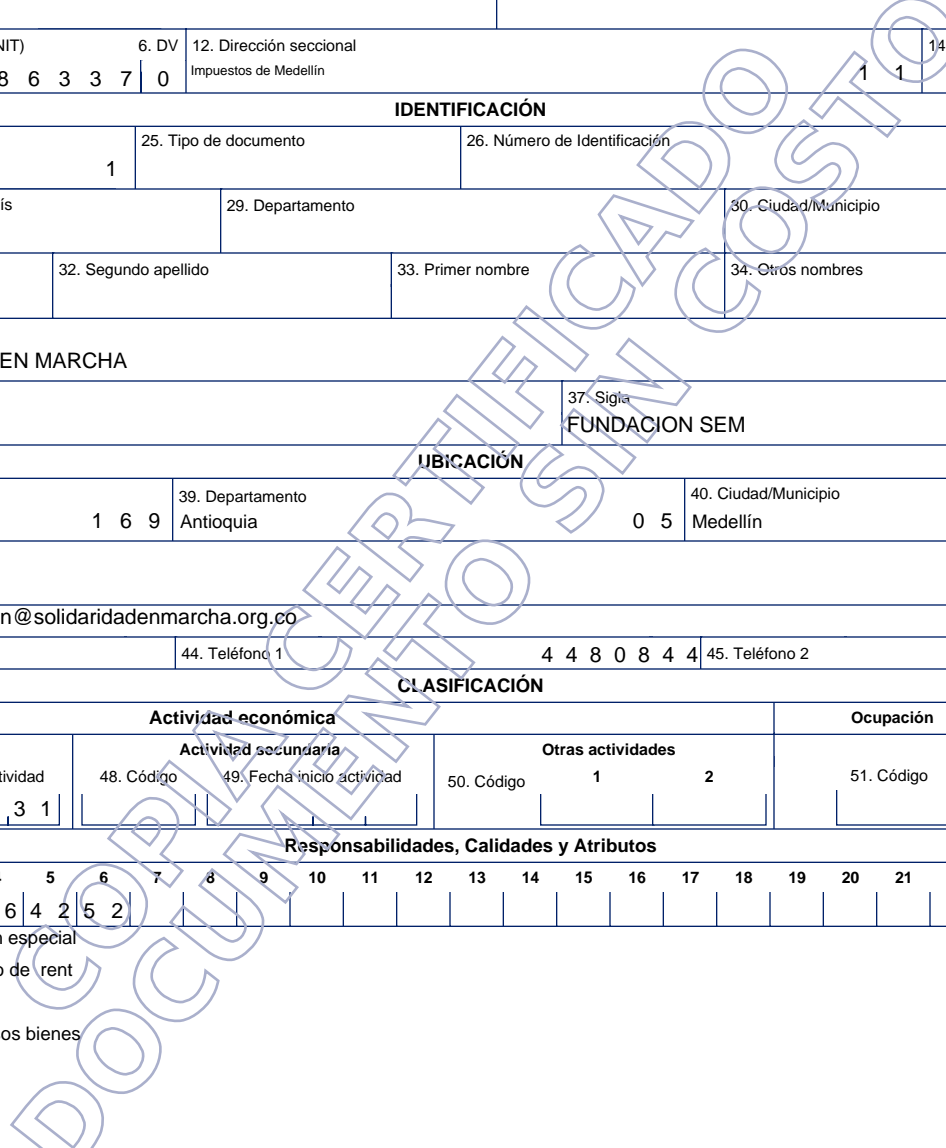 NIT) 6. DV 12. Dirección seccional 14
8 6 3 3 7 0 Impuestos de Medellín 1 1
IDENTIFICACIÓN
25. Tipo de documento 26. Número de Identificación
1
ís 29. Departamento 30. Ciudad/Municipio
32. Segundo apellido 33. Primer nombre 34. Otros nombres
EN MARCHA
37. Sigla
FUNDACION SEM
UBICACIÓN
39. Departamento 40. Ciudad/Municipio
1 6 9 Antioquia 0 5 Medellín
n@solidaridadenmarcha.org.co
44. Teléfono 1 4 4 8 0 8 4 4 45. Teléfono 2
CLASIFICACIÓN
Actividad económica Ocupación
Actividad secundaria Otras actividades
tividad 48. Código 49. Fecha inicio actividad 50. Código 1 2 51. Código
3 1
Responsabilidades, Calidades y Atributos
5 6 7 8 9 10 11 12 13 14 15 16 17 18 19 20 21
6 4 2 5 2
n especial
o de rent
os bienes
COPIA CERTIFICADO
DOCUMENTO SIN COSTO